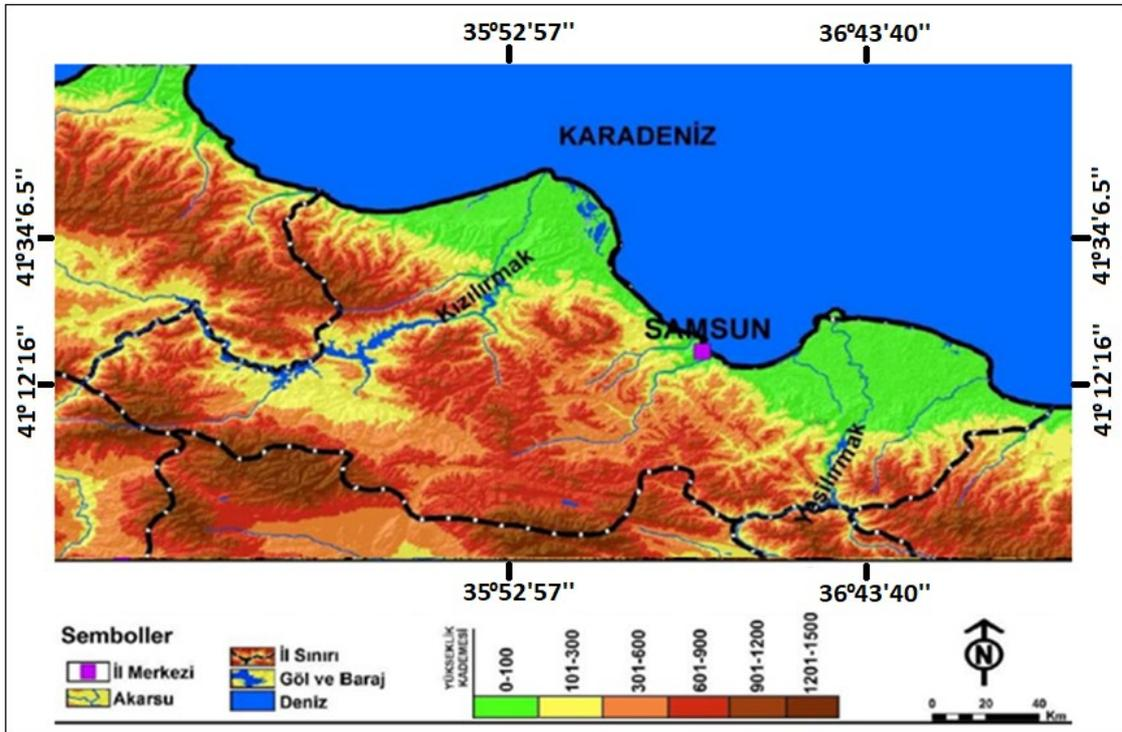 35º52'57'' 36º43'40''
KARADENİZ
41º34'6.5'' 41º34'6.5''
Kızılırmak
SAMSUN
41º12'16'' 41º12'16''
Yeşilırmak
35º52'57'' 36º43'40''
Semboller
İl Merkezi
Akarsu
İl Sınırı
Göl ve Baraj
Deniz
YÜKSEKLİK
KADEMESİ
0-100
101-300
301-600
601-900
901-1200
1201-1500
N
0 20 40
Km